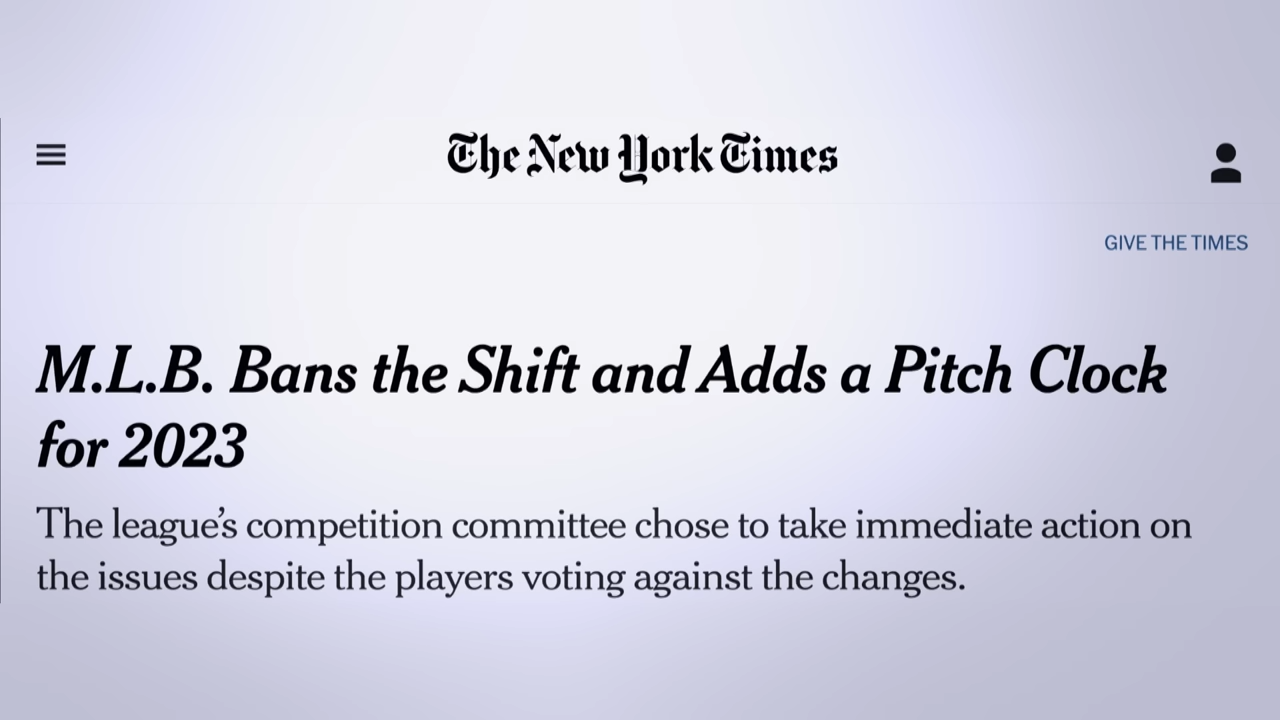 The New York Times
GIVE THE TIMES
M.L.B. Bans the Shift and Adds a Pitch Clock
for 2023
The league’s competition committee chose to take immediate action on
the issues despite the players voting against the changes.